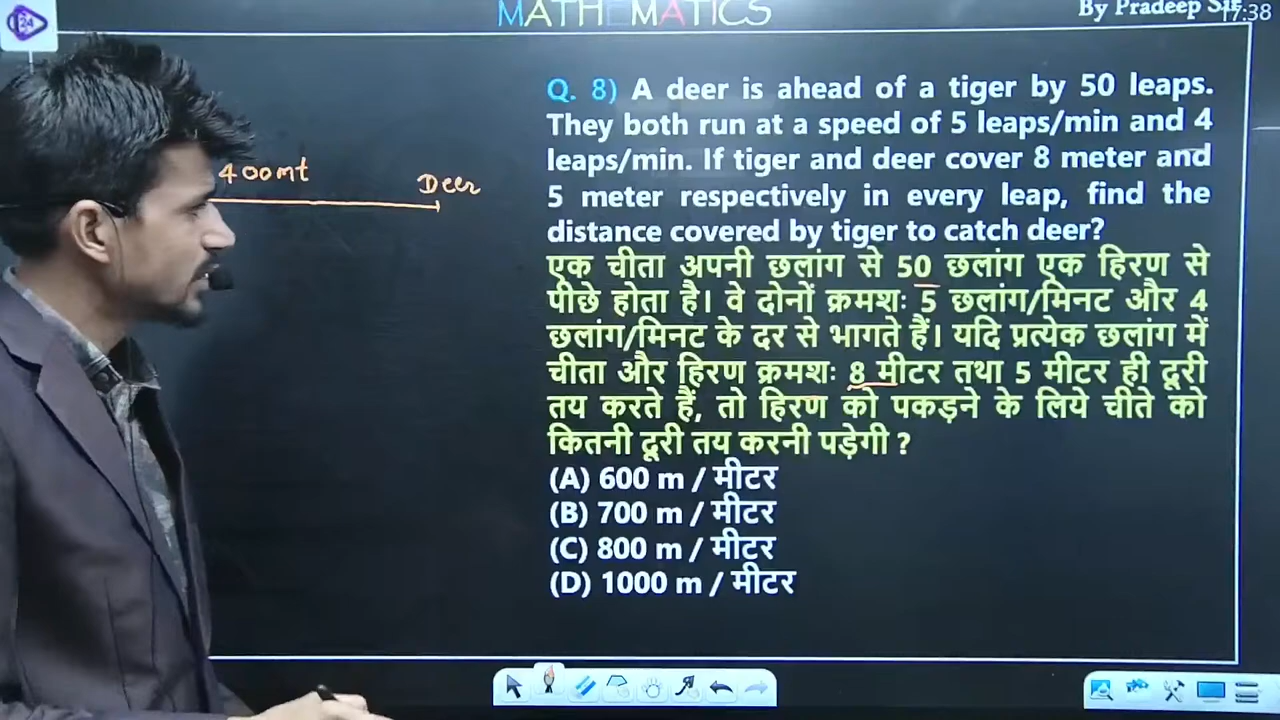 24
MATHEMATICS
By Pradeep Sir
17:38
400mt
Deer
Q. 8) A deer is ahead of a tiger by 50 leaps.
They both run at a speed of 5 leaps/min and 4
leaps/min. If tiger and deer cover 8 meter and
5 meter respectively in every leap, find the
distance covered by tiger to catch deer?
एक चीता अपनी छलांग से 50 छलांग एक हिरण से
पीछे होता है। वे दोनों क्रमशः 5 छलांग/मिनट और 4
छलांग/मिनट के दर से भागते हैं। यदि प्रत्येक छलांग में
चीता और हिरण क्रमशः 8 मीटर तथा 5 मीटर ही दूरी
तय करते हैं, तो हिरण को पकड़ने के लिये चीते को
कितनी दूरी तय करनी पड़ेगी ?
(A) 600 m / मीटर
(B) 700 m / मीटर
(C) 800 m / मीटर
(D) 1000 m / मीटर